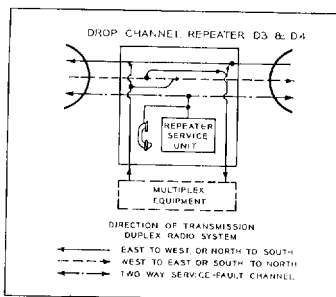 DROP CHANNEL REPEATER D3 & D4
REPEATER
SERVICE
UNIT
MULTIPLEX
EQUIPMENT
DIRECTION OF TRANSMISSION
DUPLEX RADIO SYSTEM
EAST TO WEST OR NORTH TO SOUTH
WEST TO EAST OR SOUTH TO NORTH
TWO WAY SERVICE-FAULT CHANNEL